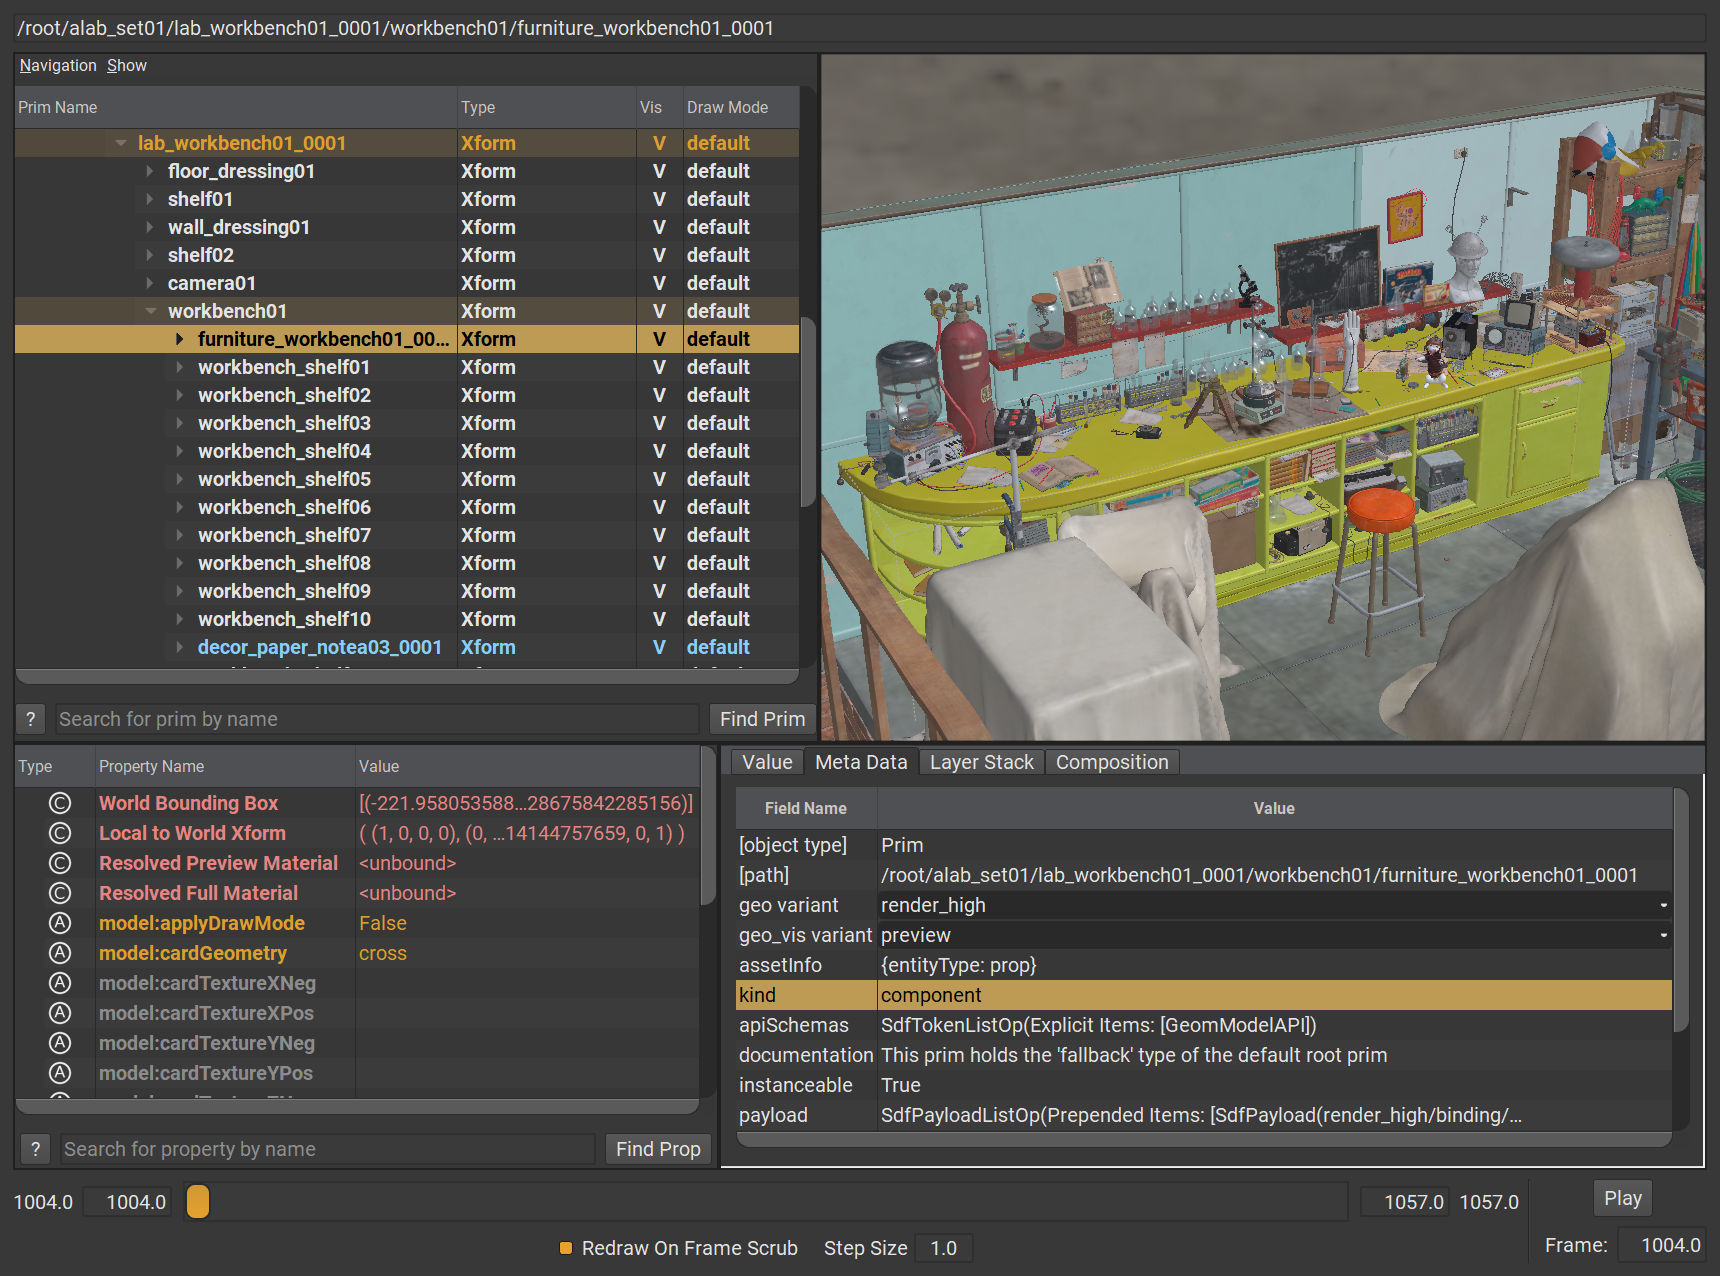 /root/alab_set01/lab_workbench01_0001/workbench01/furniture_workbench01_0001
Navigation Show
Prim Name Type Vis Draw Mode
lab_workbench01_0001 Xform V default
floor_dressing01 Xform V default
shelf01 Xform V default
wall_dressing01 Xform V default
shelf02 Xform V default
camera01 Xform V default
workbench01 Xform V default
furniture_workbench01_00... Xform V default
workbench_shelf01 Xform V default
workbench_shelf02 Xform V default
workbench_shelf03 Xform V default
workbench_shelf04 Xform V default
workbench_shelf05 Xform V default
workbench_shelf06 Xform V default
workbench_shelf07 Xform V default
workbench_shelf08 Xform V default
workbench_shelf09 Xform V default
workbench_shelf10 Xform V default
decor_paper_notea03_0001 Xform V default
? Search for prim by name Find Prim
Type Property Name Value
C World Bounding Box [(-221.958053588...28675842285156)]
C Local to World Xform ( (1, 0, 0, 0), (0, ...14144757659, 0, 1) )
C Resolved Preview Material <unbound>
C Resolved Full Material <unbound>
A model:applyDrawMode False
A model:cardGeometry cross
A model:cardTextureXNeg
A model:cardTextureXPos
A model:cardTextureYNeg
A model:cardTextureYPos
? Search for property by name Find Prop
Value Meta Data Layer Stack Composition
Field Name Value
[object type] Prim
[path] /root/alab_set01/lab_workbench01_0001/workbench01/furniture_workbench01_0001
geo variant render_high
geo_vis variant preview
assetInfo {entityType: prop}
kind component
apiSchemas SdfTokenListOp(Explicit Items: [GeomModelAPI])
documentation This prim holds the 'fallback' type of the default root prim
instanceable True
payload SdfPayloadListOp(Prepended Items: [SdfPayload(render_high/binding/...
1004.0 1004.0 1057.0 1057.0 Play
Redraw On Frame Scrub Step Size 1.0 Frame: 1004.0